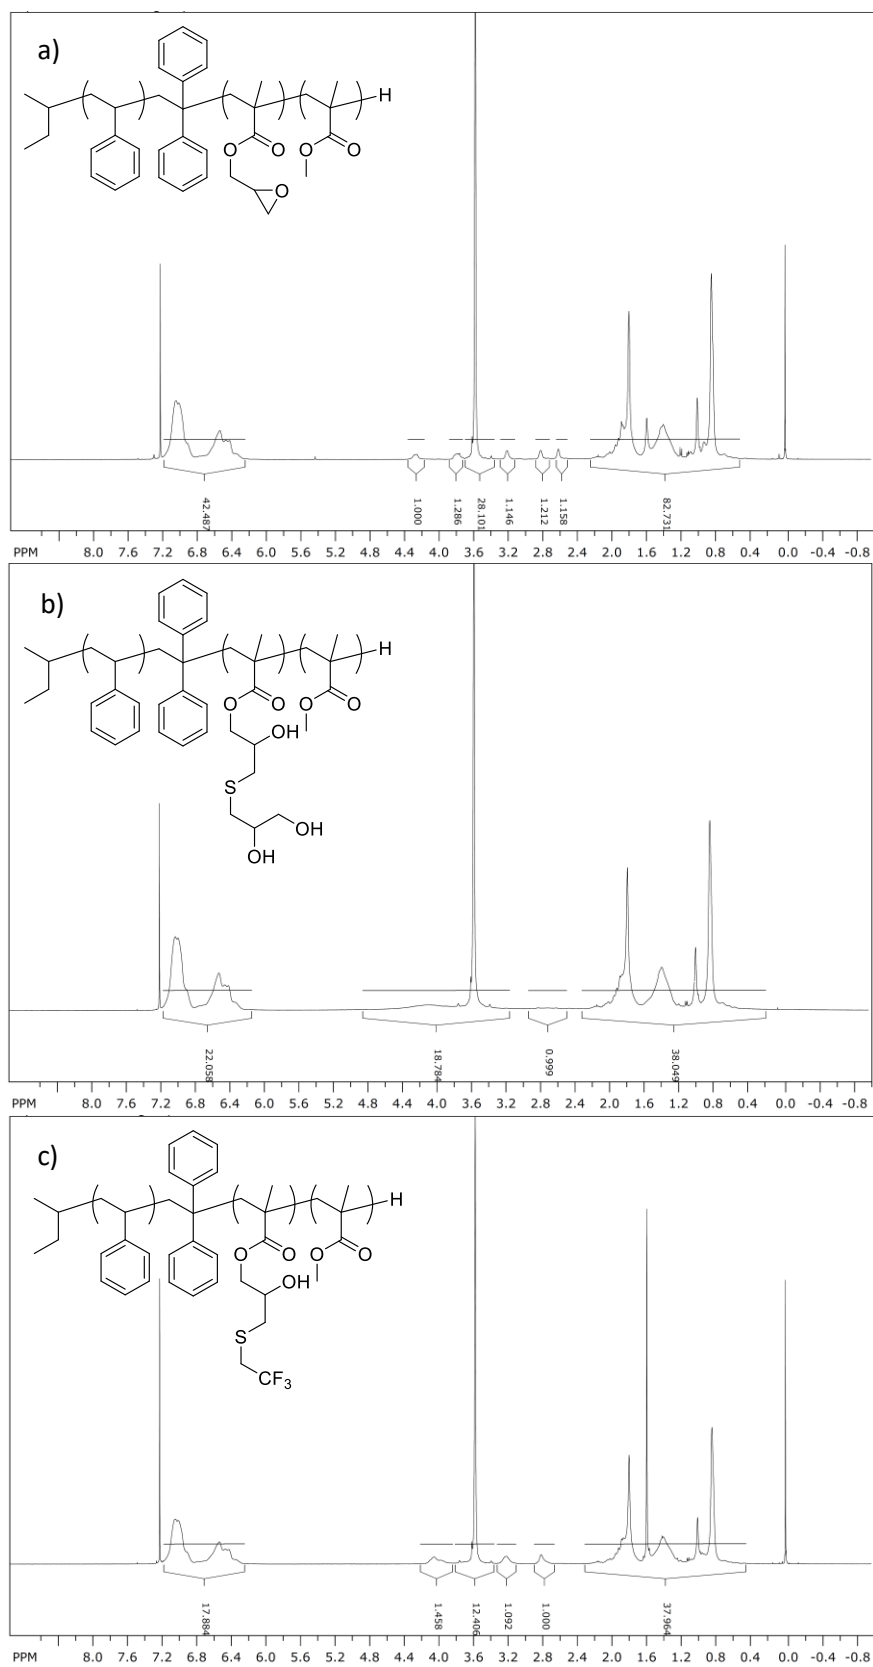 a)
H
O O O
O
42.487 1.000 1.286 28.101 1.146 1.212 1.158 82.731
PPM 8.0 7.6 7.2 6.8 6.4 6.0 5.6 5.2 4.8 4.4 4.0 3.6 3.2 2.8 2.4 2.0 1.6 1.2 0.8 0.4 0.0 -0.4 -0.8
b)
H
O O O O
OH
S
OH
OH
22.058 18.784 0.999 38.049
PPM 8.0 7.6 7.2 6.8 6.4 6.0 5.6 5.2 4.8 4.4 4.0 3.6 3.2 2.8 2.4 2.0 1.6 1.2 0.8 0.4 0.0 -0.4 -0.8
c)
H
O O O O
OH
S
CF3
17.884 1.458 12.406 1.092 1.000 37.964
PPM 8.0 7.6 7.2 6.8 6.4 6.0 5.6 5.2 4.8 4.4 4.0 3.6 3.2 2.8 2.4 2.0 1.6 1.2 0.8 0.4 0.0 -0.4 -0.8